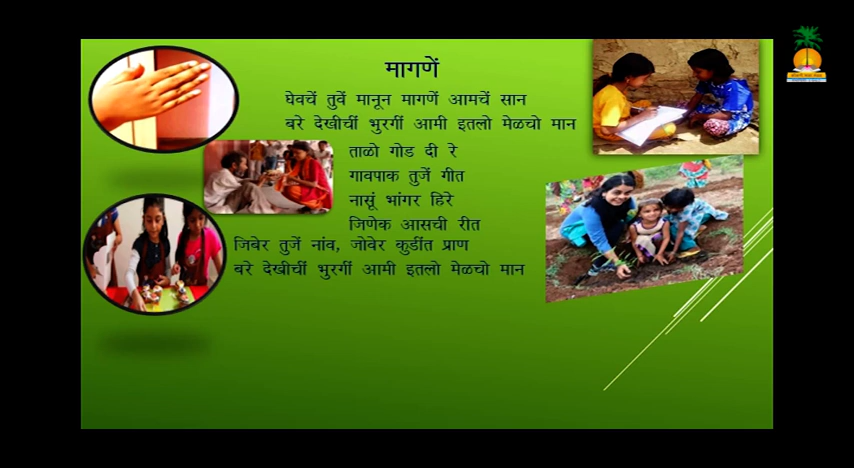 मागणें
घेवचें तुवें मानून मागणें आमचें सान
बरे देखीचीं भुरगीं आमी इतलो मेळचो मान
ताळो गोड दी रे
गावपाक तुजें गीत
नासूं भांगर हिरे
जिणेक आसची रीत
जिबेर तुजें नांव, जोवेर कुडींत प्राण
बरे देखीचीं भुरगीं आमी इतलो मेळचो मान